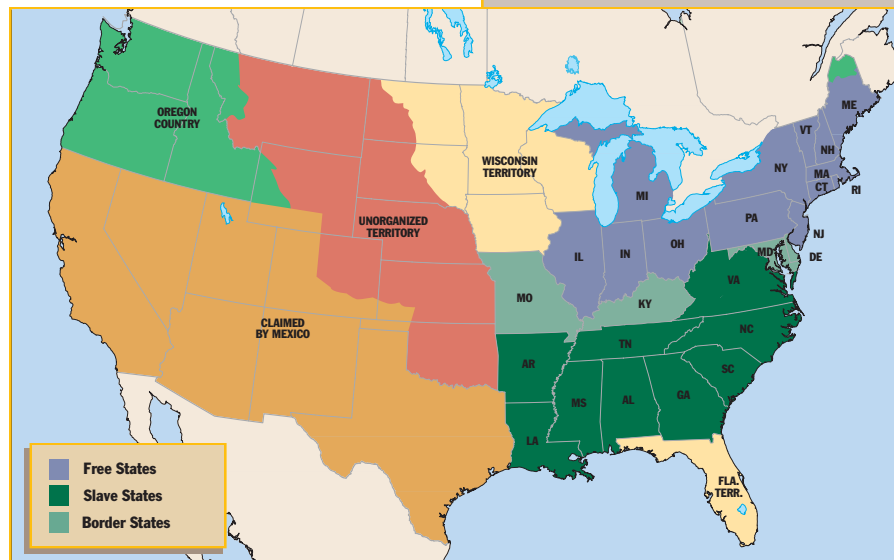 OREGON
COUNTRY
UNORGANIZED
TERRITORY
WISCONSIN
TERRITORY
CLAIMED
BY MEXICO
ME
VT
NH
NY
MA
CT
RI
MI
PA
NJ
OH
IN
IL
MD
DE
VA
MO
KY
NC
TN
AR
SC
MS
AL
GA
LA
FLA.
TERR.
Free States
Slave States
Border States